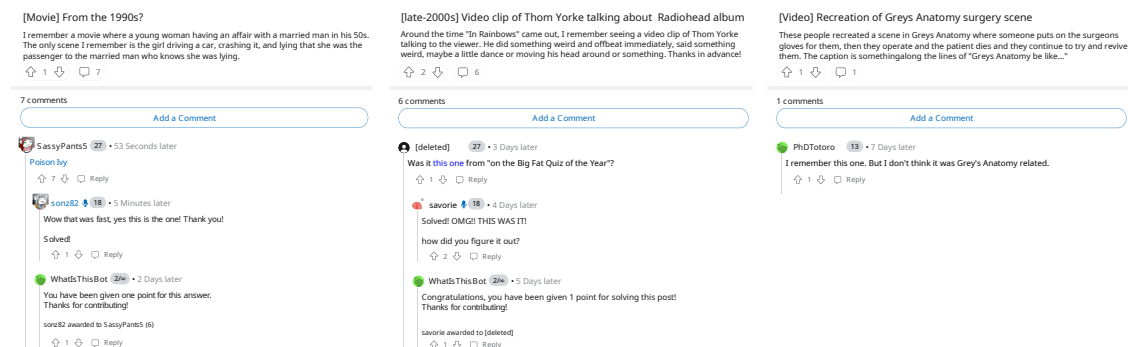 [Movie] From the 1990s?
I remember a movie where a young woman having an affair with a married man in his 50s.
The only scene I remember is the girl driving a car, crashing it, and lying that she was the
passenger to the married man who knows she was lying.
1
7
7 comments
Add a Comment
SassyPants5 27 • 53 Seconds later
Poison Ivy
7 Reply
sonz82 18 • 5 Minutes later
Wow that was fast, yes this is the one! Thank you!
Solved!
1 Reply
WhatIsThisBot 2/∞ • 2 Days later
You have been given one point for this answer.
Thanks for contributing!
sonz82 awarded to SassyPants5 (6)
1 Reply
[late-2000s] Video clip of Thom Yorke talking about Radiohead album
Around the time "In Rainbows" came out, I remember seeing a video clip of Thom Yorke
talking to the viewer. He did something weird and offbeat immediately, said something
weird, maybe a little dance or moving his head around or something. Thanks in advance!
2
6
6 comments
Add a Comment
[deleted] 27 • 3 Days later
Was it this one from "on the Big Fat Quiz of the Year"?
1 Reply
savorie 18 • 4 Days later
Solved! OMG!! THIS WAS IT!
how did you figure it out?
2 Reply
WhatIsThisBot 2/∞ • 5 Days later
Congratulations, you have been given 1 point for solving this post!
Thanks for contributing!
savorie awarded to [deleted]
1 Reply
[Video] Recreation of Greys Anatomy surgery scene
These people recreated a scene in Greys Anatomy where someone puts on the surgeons
gloves for them, then they operate and the patient dies and they continue to try and revive
them. The caption is somethingalong the lines of "Greys Anatomy be like..."
1
1
1 comments
Add a Comment
PhDTotoro 13 • 7 Days later
I remember this one. But I don't think it was Grey's Anatomy related.
1 Reply